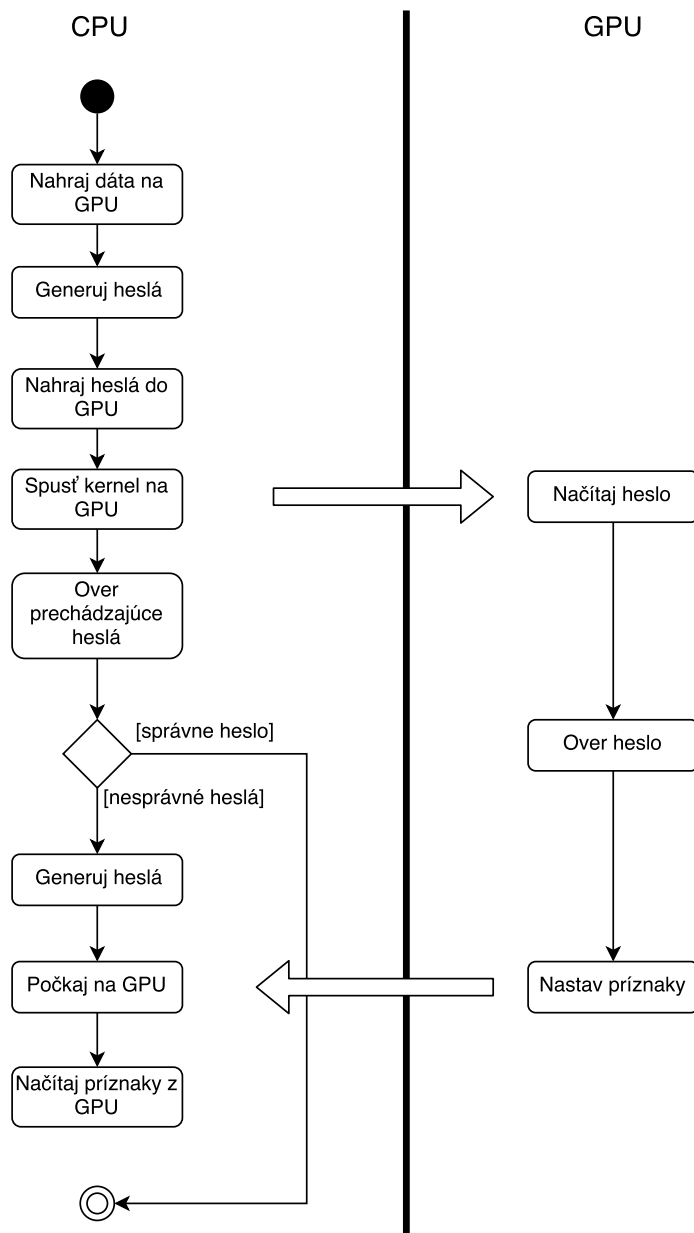 CPU
GPU
Nahraj dáta na
GPU
Generuj heslá
Nahraj heslá do
GPU
Spusť kernel na
GPU
Načítaj heslo
Over
prechádzajúce
heslá
[správne heslo]
Over heslo
[nesprávné heslá]
Generuj heslá
Počkaj na GPU
Nastav príznaky
Načítaj príznaky z
GPU